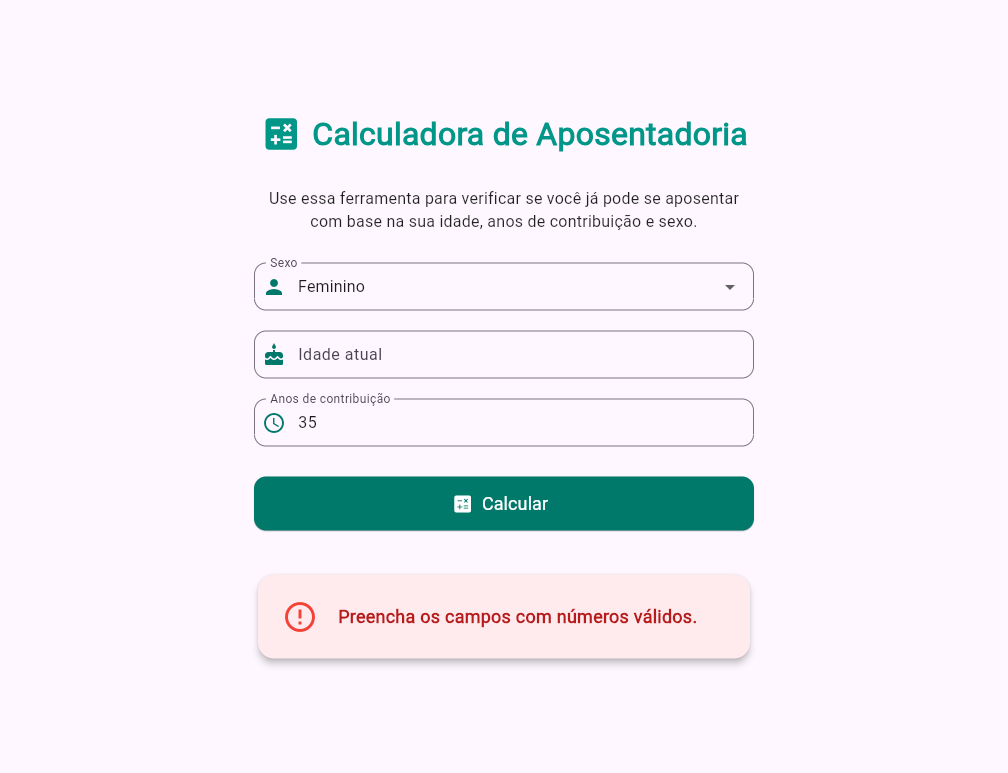 Calculadora de Aposentadoria
Use essa ferramenta para verificar se você já pode se aposentar
com base na sua idade, anos de contribuição e sexo.
Sexo
Feminino
Idade atual
Anos de contribuição
35
Calcular
Preencha os campos com números válidos.